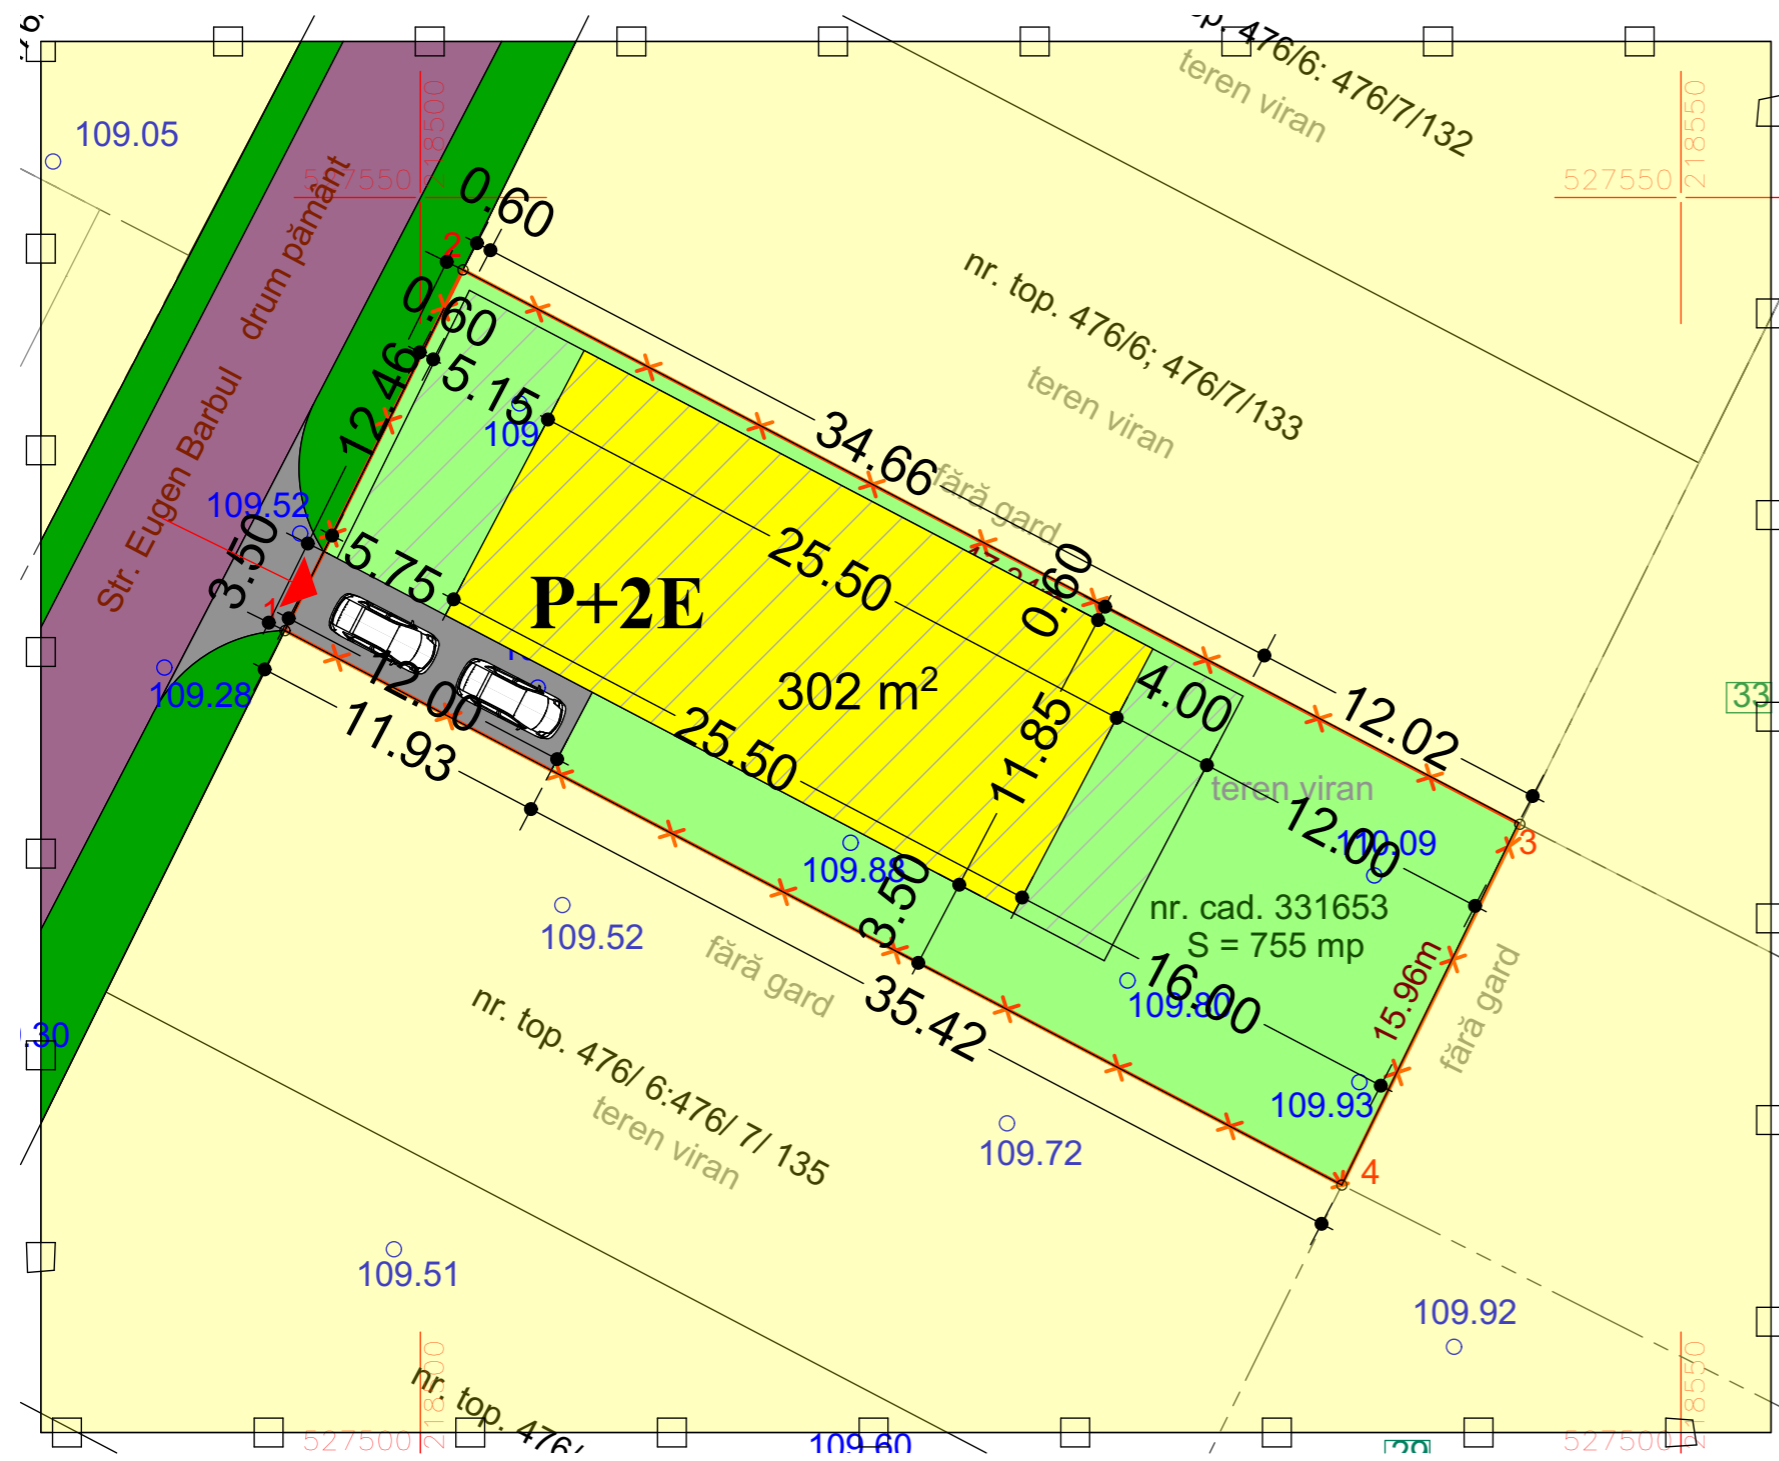 476/6: 476/7/132
teren viran
218500
218550
109.05
527550
527550
0.60
2
drum pământ
nr. top. 476/6; 476/7/133
teren viran
0.60
5.15
12.46
109
34.66
fără gard
Str. Eugen Barbul
109.52
3.50
5.75
25.50
0.60
P+2E
1
302 m²
4.00
12.02
33
109.28
12.00
11.93
25.50
11.85
teren viran
12.00
110.09
3
109.88
3.50
nr. cad. 331653
S = 755 mp
109.52
fără gard
16.00
109.80
15.96m
fără gard
35.42
nr. top. 476/ 6:476/ 7/ 135
teren viran
.30
109.93
109.72
4
109.51
109.92
nr. top. 476/
218500
218550
527500
109.60
29
527500